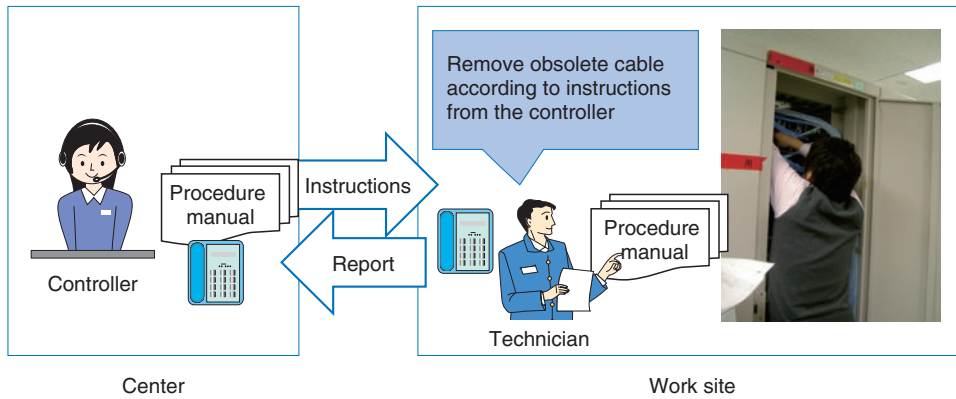 Remove obsolete cable
according to instructions
from the controller
Procedure
manual
Instructions
Procedure
manual
Report
Controller
Technician
Center
Work site